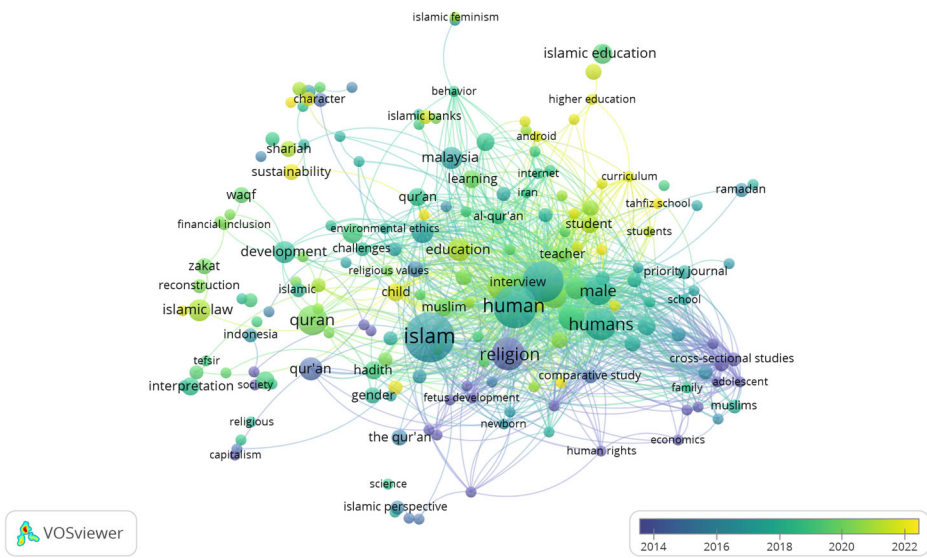 islamic feminism
islamic education
behavior
higher education
character
islamic banks
android
shariah
malaysia
sustainability
learning
internet
curriculum
iran
ramadan
waqf
qur'an
tahfiz school
al-qur'an
financial inclusion
environmental ethics
student
students
development
challenges
education
teacher
zakat
religious values
priority journal
reconstruction
islamic
child
interview
male
school
islamic law
muslim
human
quran
indonesia
islam
humans
religion
cross-sectional studies
tefsir
qur'an
hadith
comparative study
adolescent
interpretation
society
gender
fetus development
family
muslims
religious
newborn
the qur'an
economics
capitalism
human rights
science
islamic perspective
VOSviewer
2014 2016 2018 2020 2022